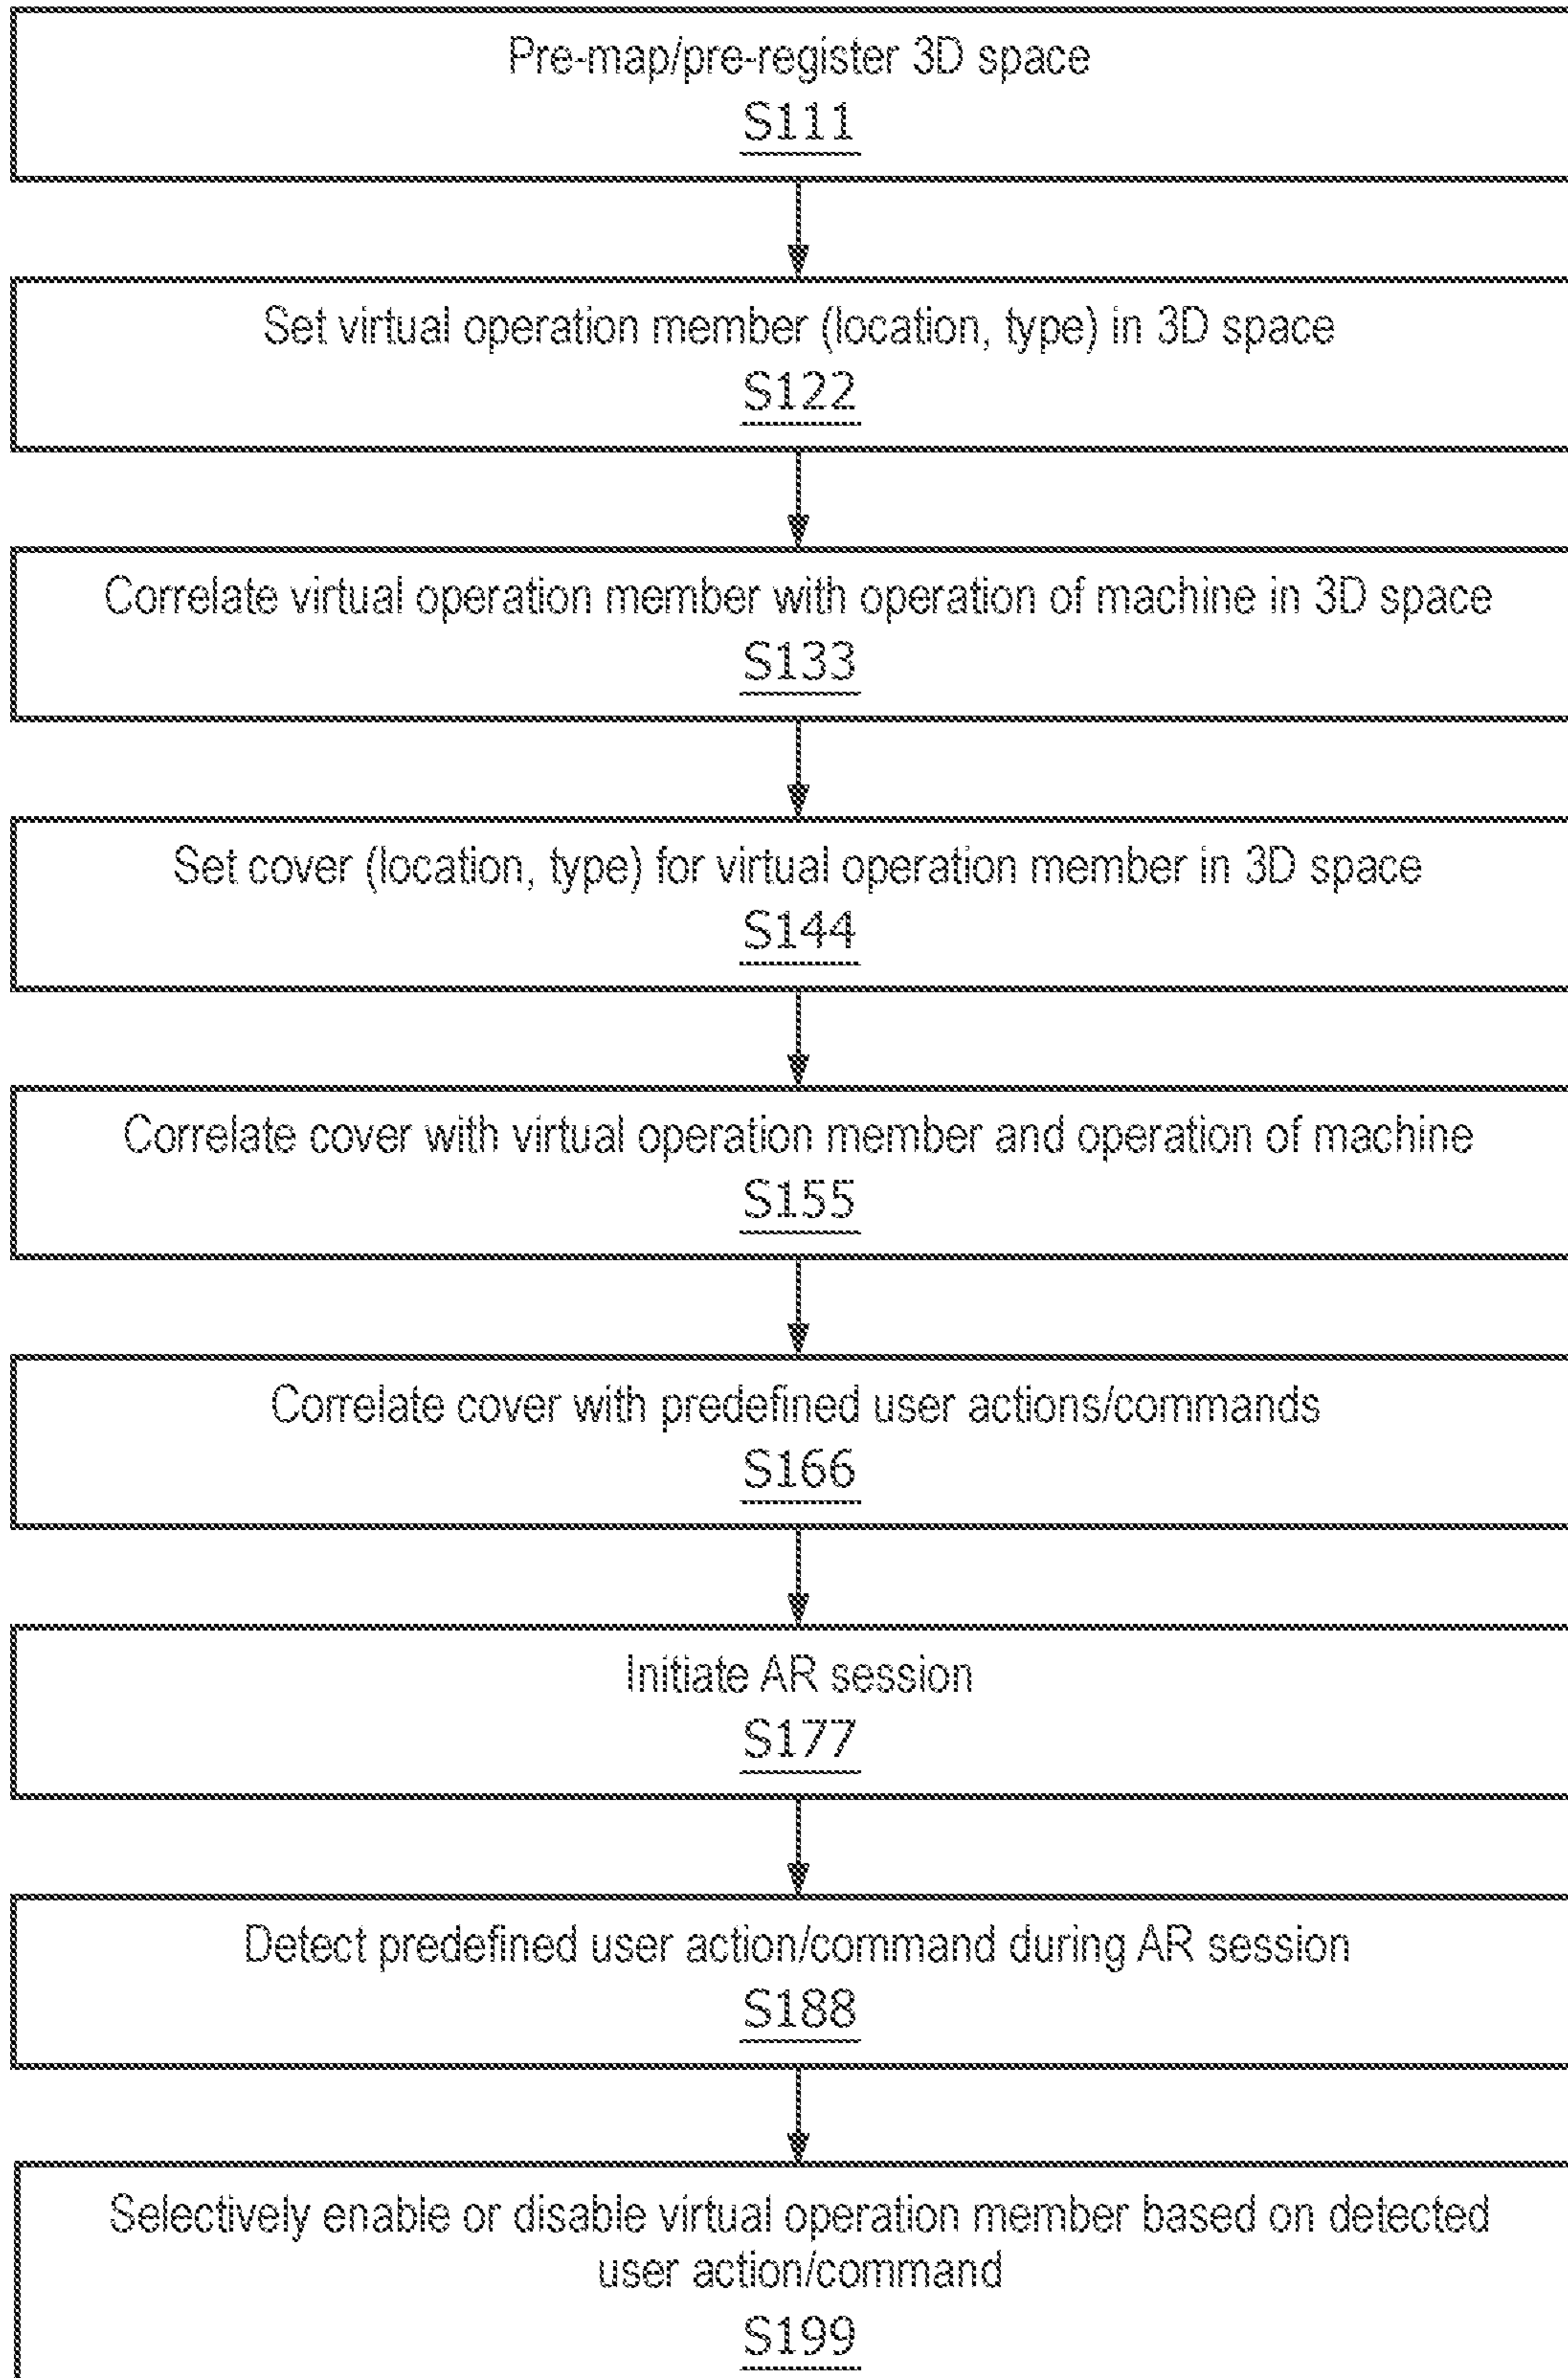 Pre-map/pre-register 3D space
S111
Set virtual operation member (location, type) in 3D space
S122
Correlate virtual operation member with operation of machine in 3D space
S133
Set cover (location, type) for virtual operation member in 3D space
S144
Correlate cover with virtual operation member and operation of machine
S155
Correlate cover with predefined user actions/commands
S166
Initiate AR session
S177
Detect predefined user action/command during AR session
S188
Selectively enable or disable virtual operation member based on detected
user action/command
S199